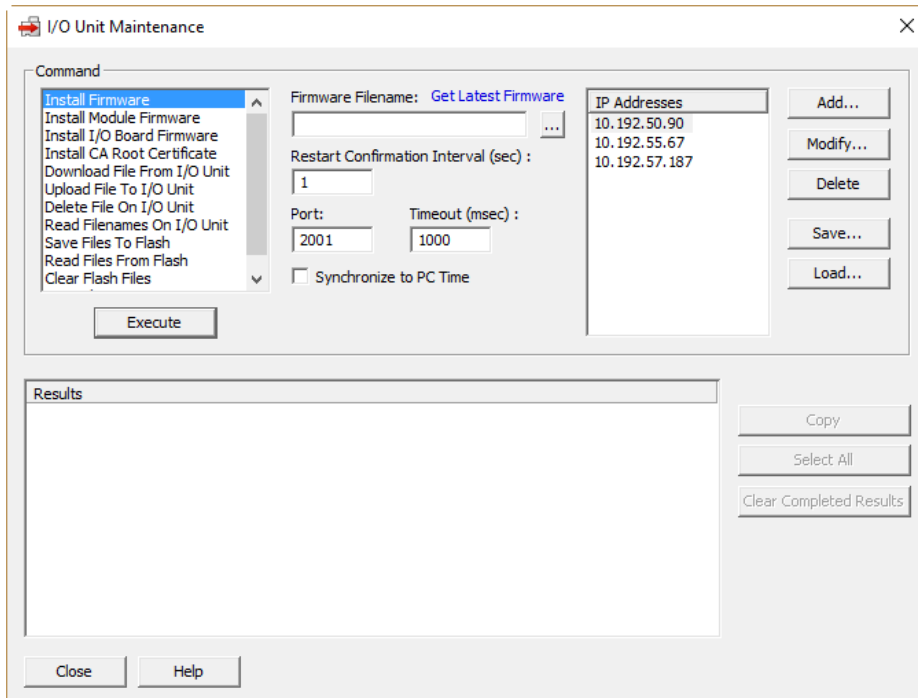 I/O Unit Maintenance
Command
Install Firmware
Install Module Firmware
Install I/O Board Firmware
Install CA Root Certificate
Download File From I/O Unit
Upload File To I/O Unit
Delete File On I/O Unit
Read Filenames On I/O Unit
Save Files To Flash
Read Files From Flash
Clear Flash Files
Execute
Firmware Filename: Get Latest Firmware
...
Restart Confirmation Interval (sec) :
1
Port: Timeout (msec) :
2001 1000
Synchronize to PC Time
IP Addresses
10.192.50.90
10.192.55.67
10.192.57.187
Add...
Modify...
Delete
Save...
Load...
Results
Copy
Select All
Clear Completed Results
Close Help